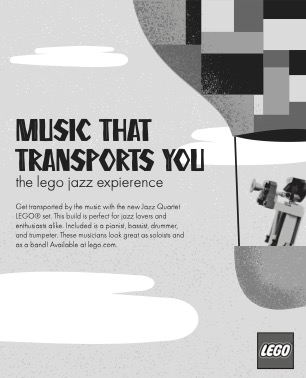 MUSIC THAT
TRANSPORTS YOU
the lego jazz expierence
Get transported by the music with the new Jazz Quartet
LEGO® set. This build is perfect for jazz lovers and
enthusiasts alike. Included is a pianist, bassist, drummer,
and trumpeter. These musicians look great as soloists and
as a band! Available at lego.com.
LEGO